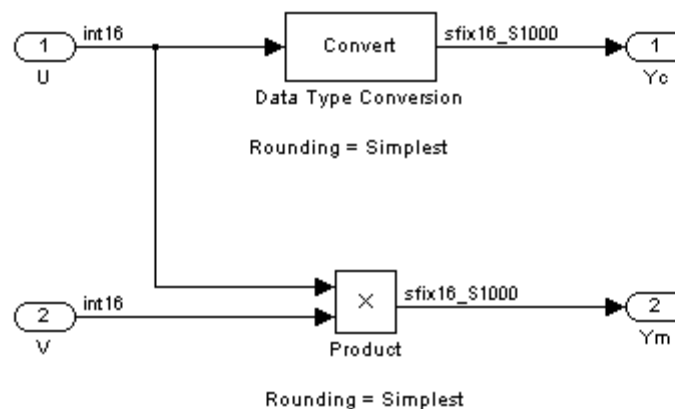 int16
1
U
Convert
Data Type Conversion
sfix16_S1000
1
Yc
Rounding = Simplest
int16
2
V
×
Product
sfix16_S1000
2
Ym
Rounding = Simplest